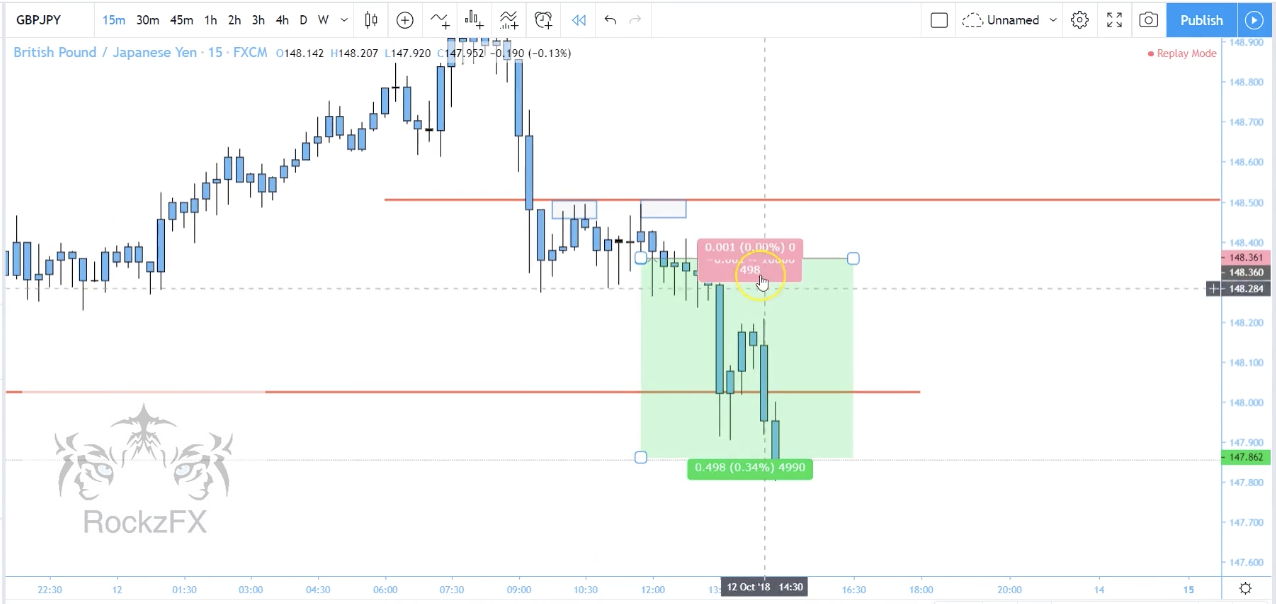 GBPJPY 15m 30m 45m 1h 2h 3h 4h D W Unnamed Publish
British Pound / Japanese Yen · 15 · FXCM O148.142 H148.207 L147.920 C147.952 −0.190 (−0.13%)
Replay Mode
148.900
148.800
148.700
148.600
148.500
148.400
148.361
148.360
148.284
148.200
148.100
148.000
147.900
147.862
147.800
147.700
147.600
0.001 (0.00%) 0
498
0.498 (0.34%) 4990
RockzFX
22:30 12 01:30 03:00 04:30 06:00 07:30 09:00 10:30 12:00 12 Oct '18 14:30 16:30 18:00 20:00 14 15